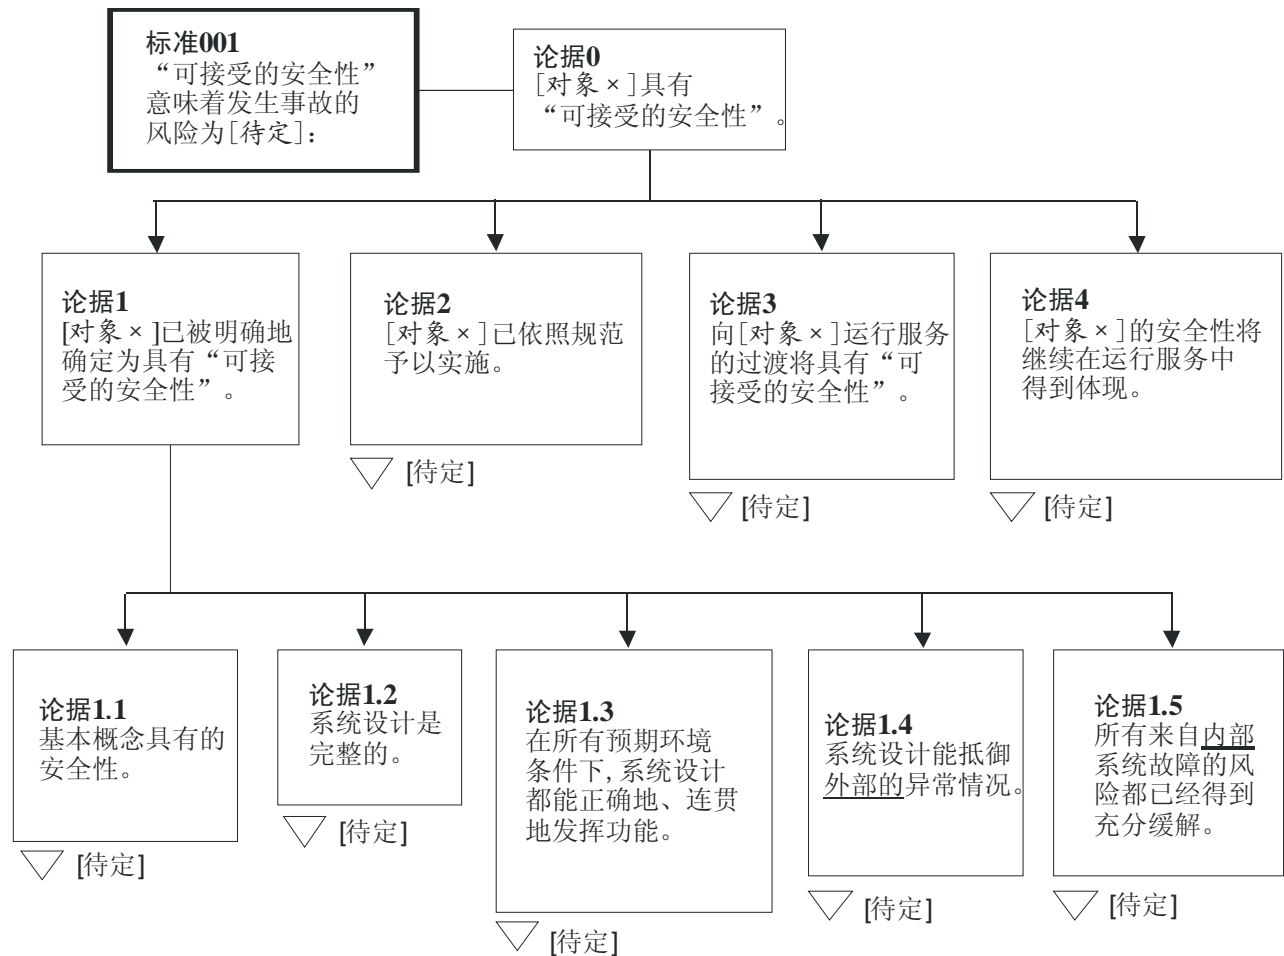 标准001
“可接受的安全性”
意味着发生事故的
风险为[待定]：
论据0
[对象×]具有
“可接受的安全性”。
论据1
[对象×]已被明确地
确定为具有“可接
受的安全性”。
论据2
[对象×]已依照规范
予以实施。
[待定]
论据3
向[对象×]运行服务
的过渡将具有“可
接受的安全性”。
[待定]
论据4
[对象×]的安全性将
继续在运行服务中
得到体现。
[待定]
论据1.1
基本概念具有的
安全性。
[待定]
论据1.2
系统设计是
完整的。
[待定]
论据1.3
在所有预期环境
条件下,系统设计
都能正确地、连贯
地发挥功能。
[待定]
论据1.4
系统设计能抵御
外部的异常情况。
[待定]
论据1.5
所有来自内部
系统故障的风
险都已经得到
充分缓解。
[待定]